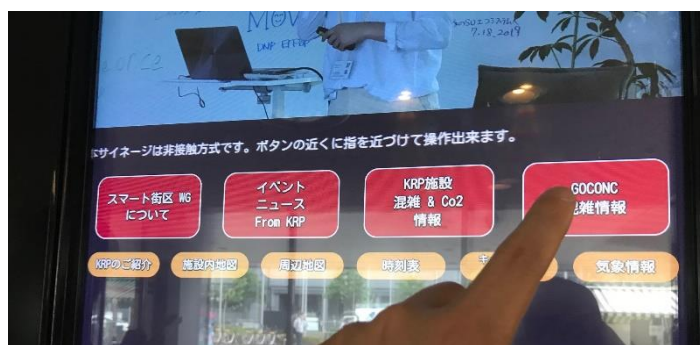 MOV
7.18.2019
本サイネージは非接触方式です。ボタンの近くに指を近づけて操作出来ます。
スマート街区 WG
について
イベント
ニュース
From KRP
KRP施設
混雑 & Co2
情報
GOCONC
混雑情報
KRPのご紹介
施設内地図
周辺地図
時刻表
気象情報